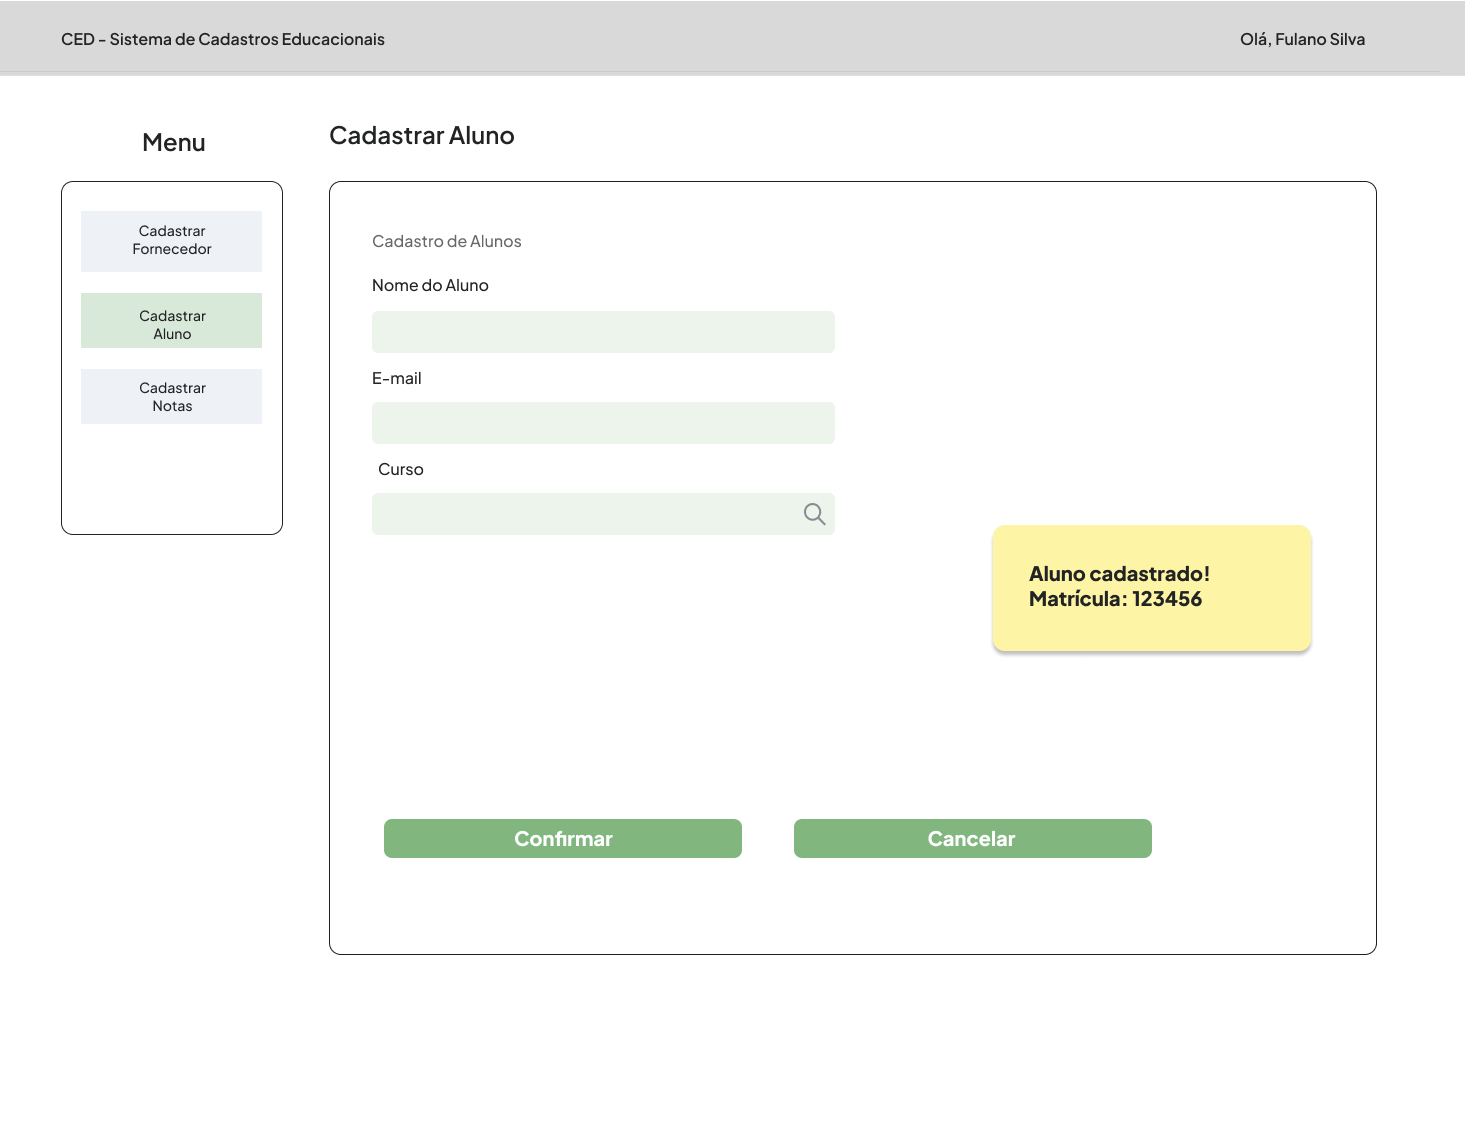 CED - Sistema de Cadastros Educacionais
Olá, Fulano Silva
Menu
Cadastrar
Fornecedor
Cadastrar
Aluno
Cadastrar
Notas
Cadastrar Aluno
Cadastro de Alunos
Nome do Aluno
E-mail
Curso
Aluno cadastrado!
Matrícula: 123456
Confirmar
Cancelar